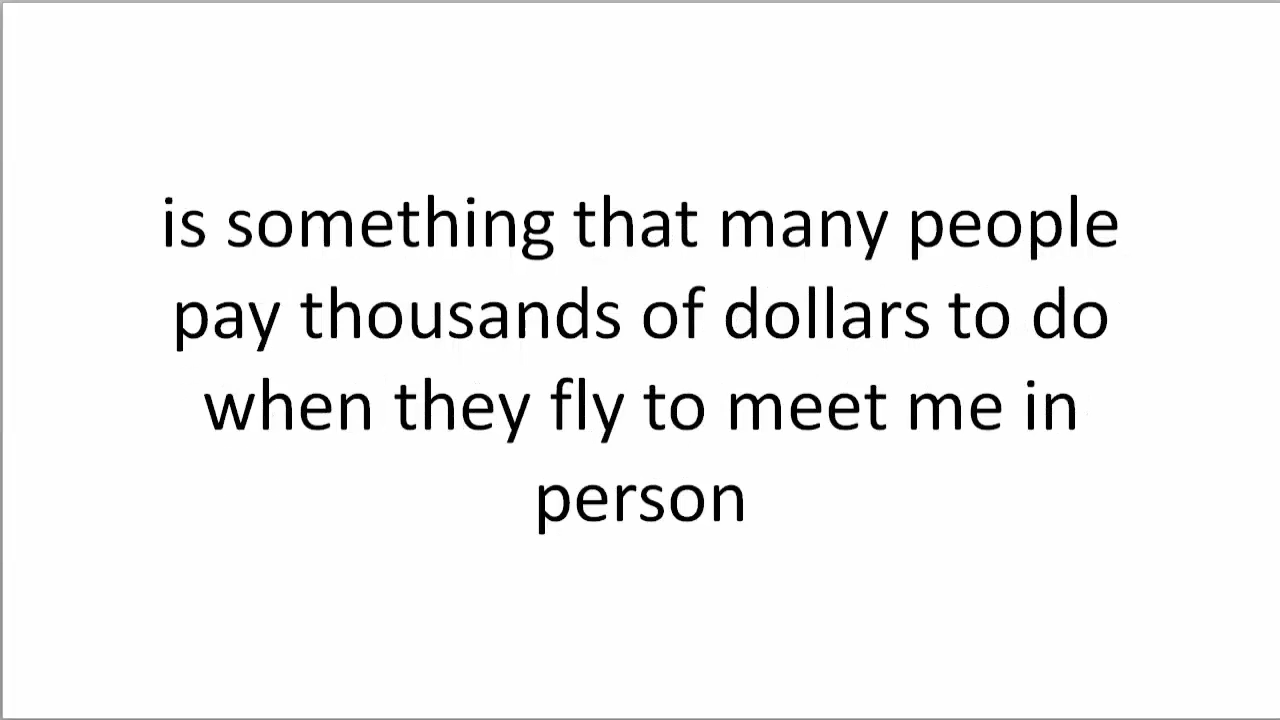 is something that many people
pay thousands of dollars to do
when they fly to meet me in
person